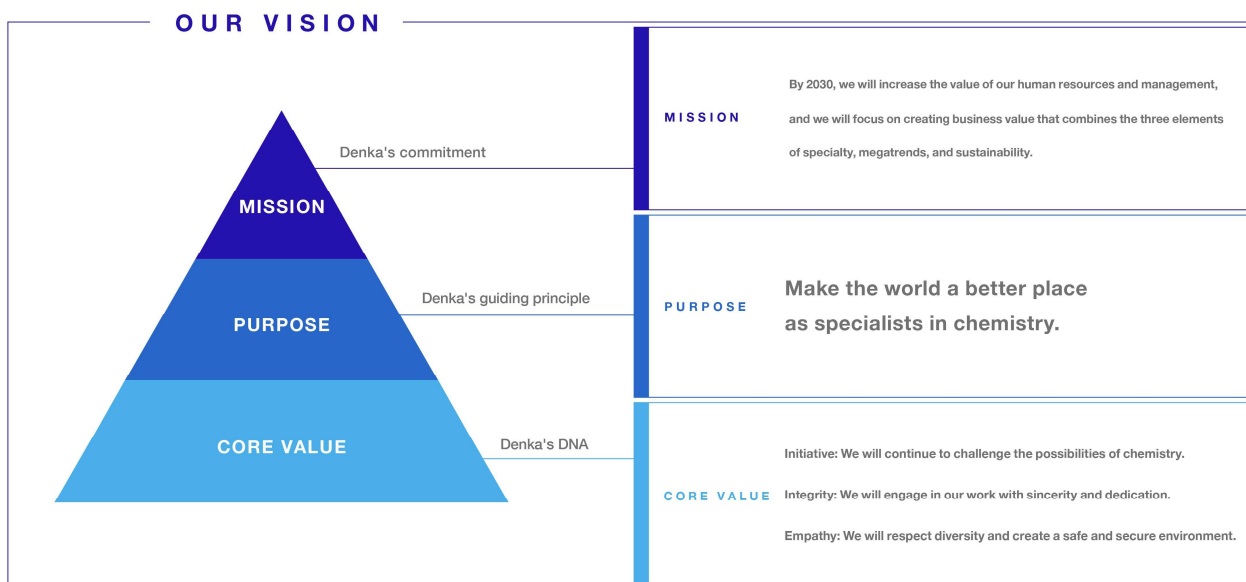 OUR VISION
Denka's commitment
MISSION
Denka's guiding principle
PURPOSE
Denka's DNA
CORE VALUE
MISSION
By 2030, we will increase the value of our human resources and management,
and we will focus on creating business value that combines the three elements
of specialty, megatrends, and sustainability.
PURPOSE
Make the world a better place
as specialists in chemistry.
CORE VALUE
Initiative: We will continue to challenge the possibilities of chemistry.
Integrity: We will engage in our work with sincerity and dedication.
Empathy: We will respect diversity and create a safe and secure environment.